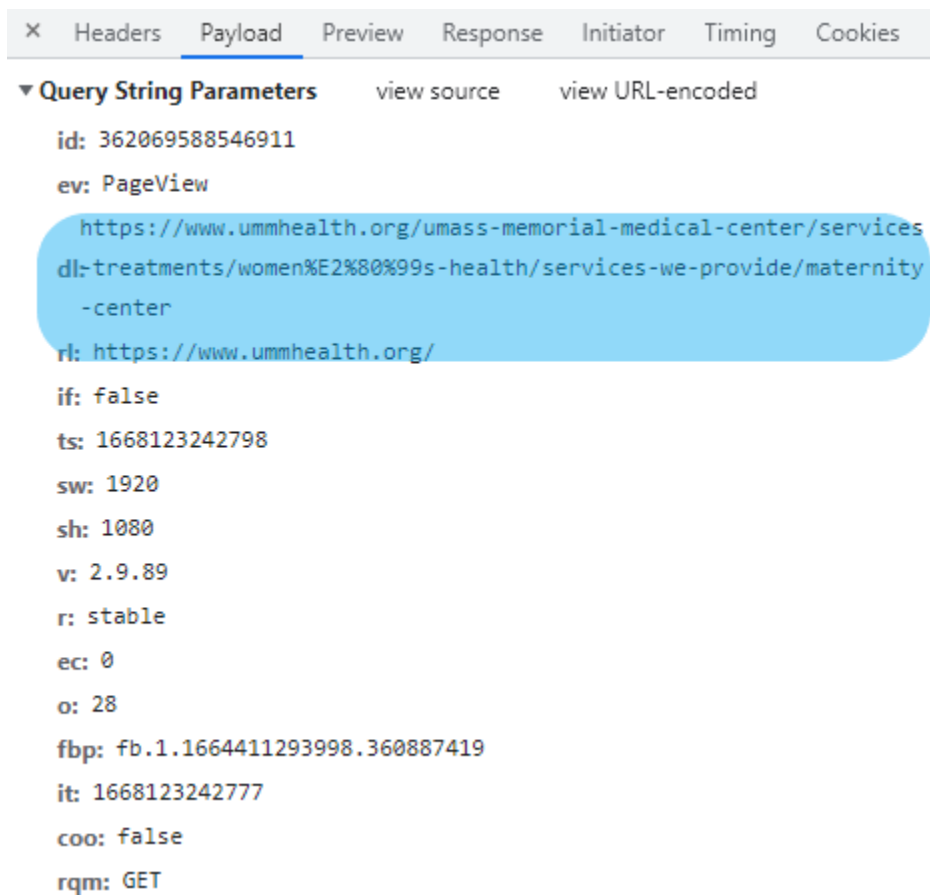 × Headers Payload Preview Response Initiator Timing Cookies
▼ Query String Parameters view source view URL-encoded
id: 362069588546911
ev: PageView
https://www.ummhealth.org/umass-memorial-medical-center/services
dl: -treatments/women%E2%80%99s-health/services-we-provide/maternity
-center
rl: https://www.ummhealth.org/
if: false
ts: 1668123242798
sw: 1920
sh: 1080
v: 2.9.89
r: stable
ec: 0
o: 28
fbp: fb.1.1664411293998.360887419
it: 1668123242777
coo: false
rqm: GET